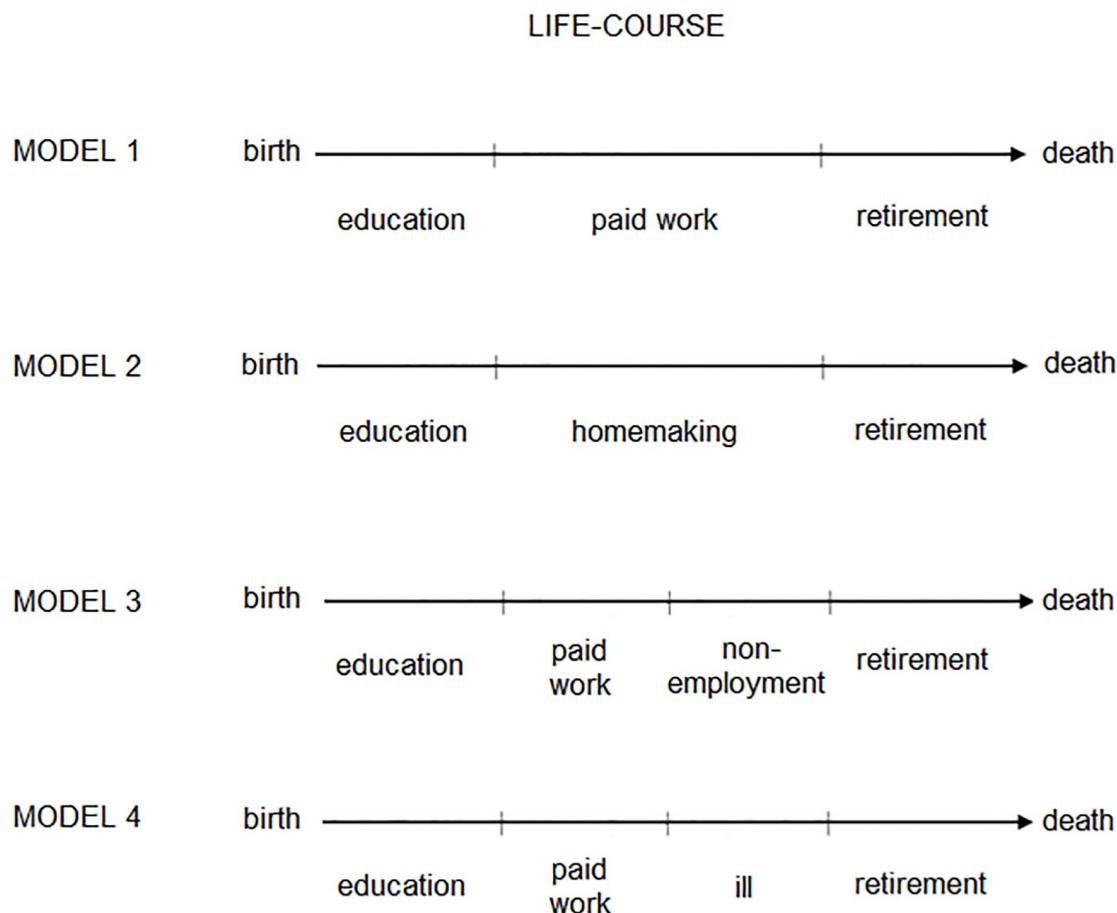 LIFE-COURSE
MODEL 1 birth death
education paid work retirement
MODEL 2 birth death
education homemaking retirement
MODEL 3 birth death
education paid work non-employment retirement
MODEL 4 birth death
education paid work ill retirement